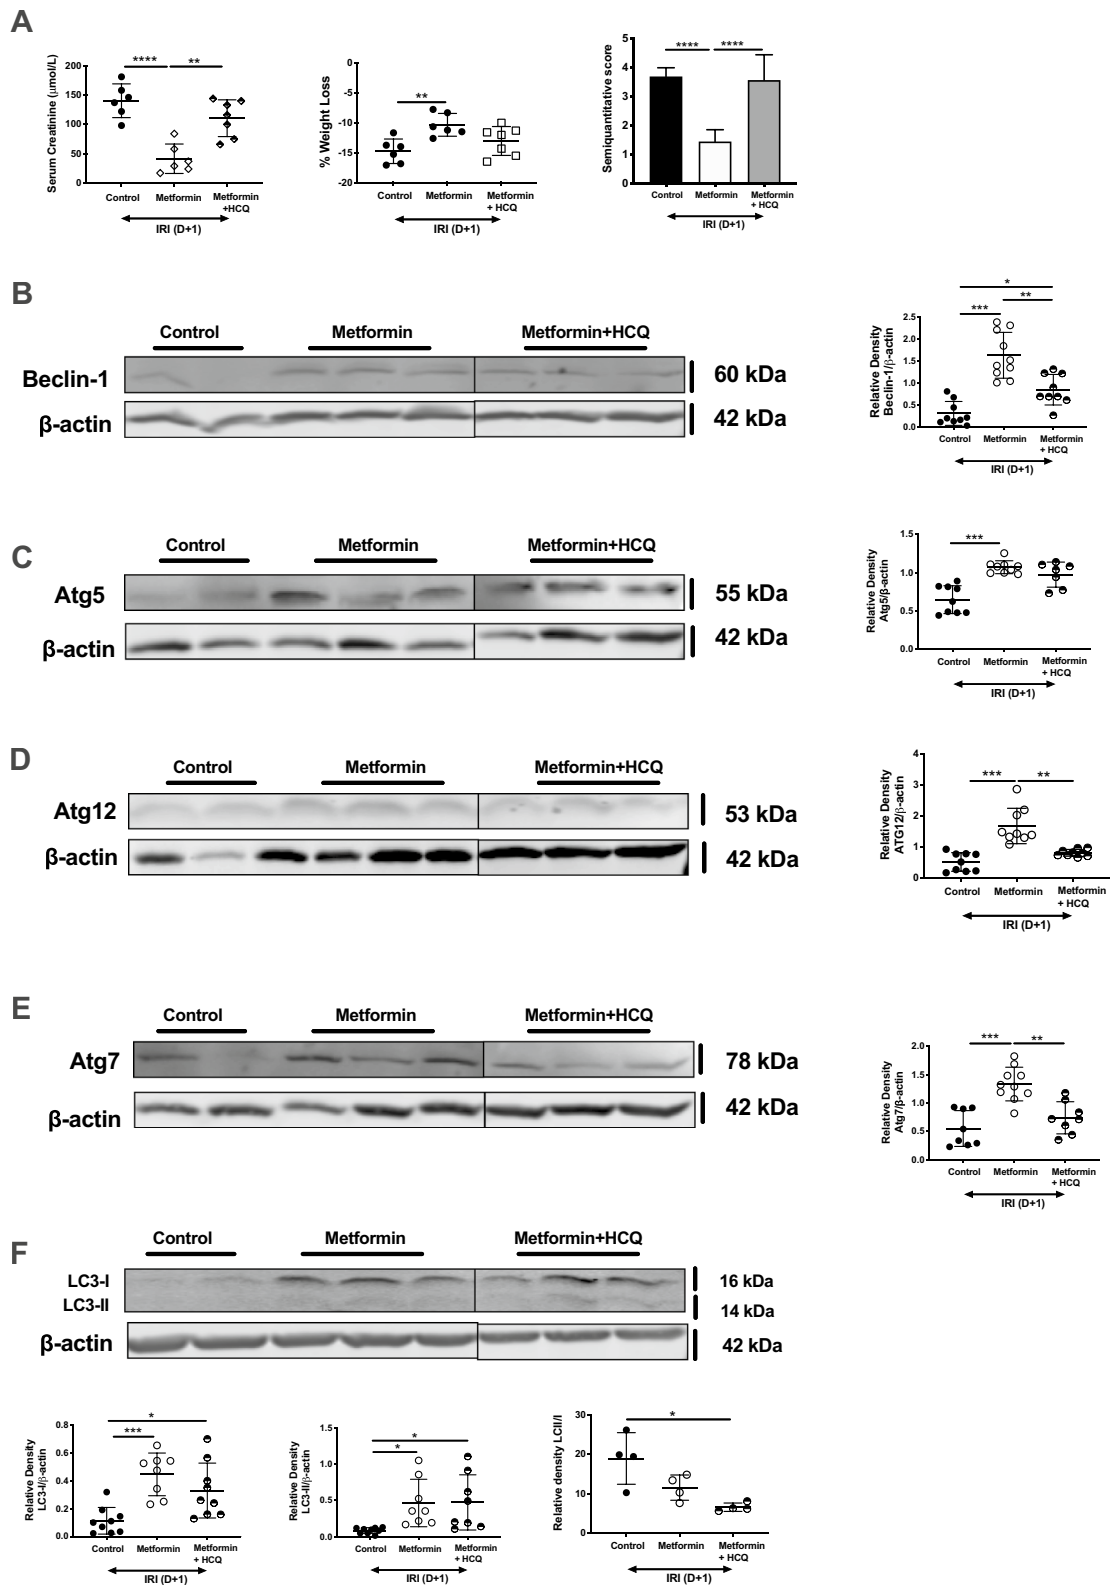 A
Serum Creatinine (μmol/L)
200
150
100
50
0
****
**
Control
Metformin
Metformin
+HCQ
IRI (D+1)
% Weight Loss
0
-5
-10
-15
-20
**
Control
Metformin
Metformin
+ HCQ
IRI (D+1)
Semiquantitative score
5
4
3
2
1
0
****
****
Control
Metformin
Metformin
+ HCQ
IRI (D+1)
B
Control
Metformin
Metformin+HCQ
Beclin-1
60 kDa
β-actin
42 kDa
Relative Density
Beclin-1/β-actin
2.5
2.0
1.5
1.0
0.5
0.0
*
***
**
Control
Metformin
Metformin
+ HCQ
IRI (D+1)
C
Control
Metformin
Metformin+HCQ
Atg5
55 kDa
β-actin
42 kDa
Relative Density
Atg5/β-actin
1.5
1.0
0.5
0.0
***
Control
Metformin
Metformin
+ HCQ
IRI (D+1)
D
Control
Metformin
Metformin+HCQ
Atg12
53 kDa
β-actin
42 kDa
Relative Density
ATG12/β-actin
4
3
2
1
0
***
**
Control
Metformin
Metformin
+ HCQ
IRI (D+1)
E
Control
Metformin
Metformin+HCQ
Atg7
78 kDa
β-actin
42 kDa
Relative Density
Atg7/β-actin
2.0
1.5
1.0
0.5
0.0
***
**
Control
Metformin
Metformin
+ HCQ
IRI (D+1)
F
Control
Metformin
Metformin+HCQ
LC3-I
16 kDa
LC3-II
14 kDa
β-actin
42 kDa
Relative Density
LC3-I/β-actin
0.8
0.6
0.4
0.2
0.0
*
***
Control
Metformin
Metformin
+ HCQ
IRI (D+1)
Relative Density
LC3-II/β-actin
1.5
1.0
0.5
0.0
*
*
Control
Metformin
Metformin
+ HCQ
IRI (D+1)
Relative density LCII/I
30
20
10
0
*
Control
Metformin
Metformin
+ HCQ
IRI (D+1)